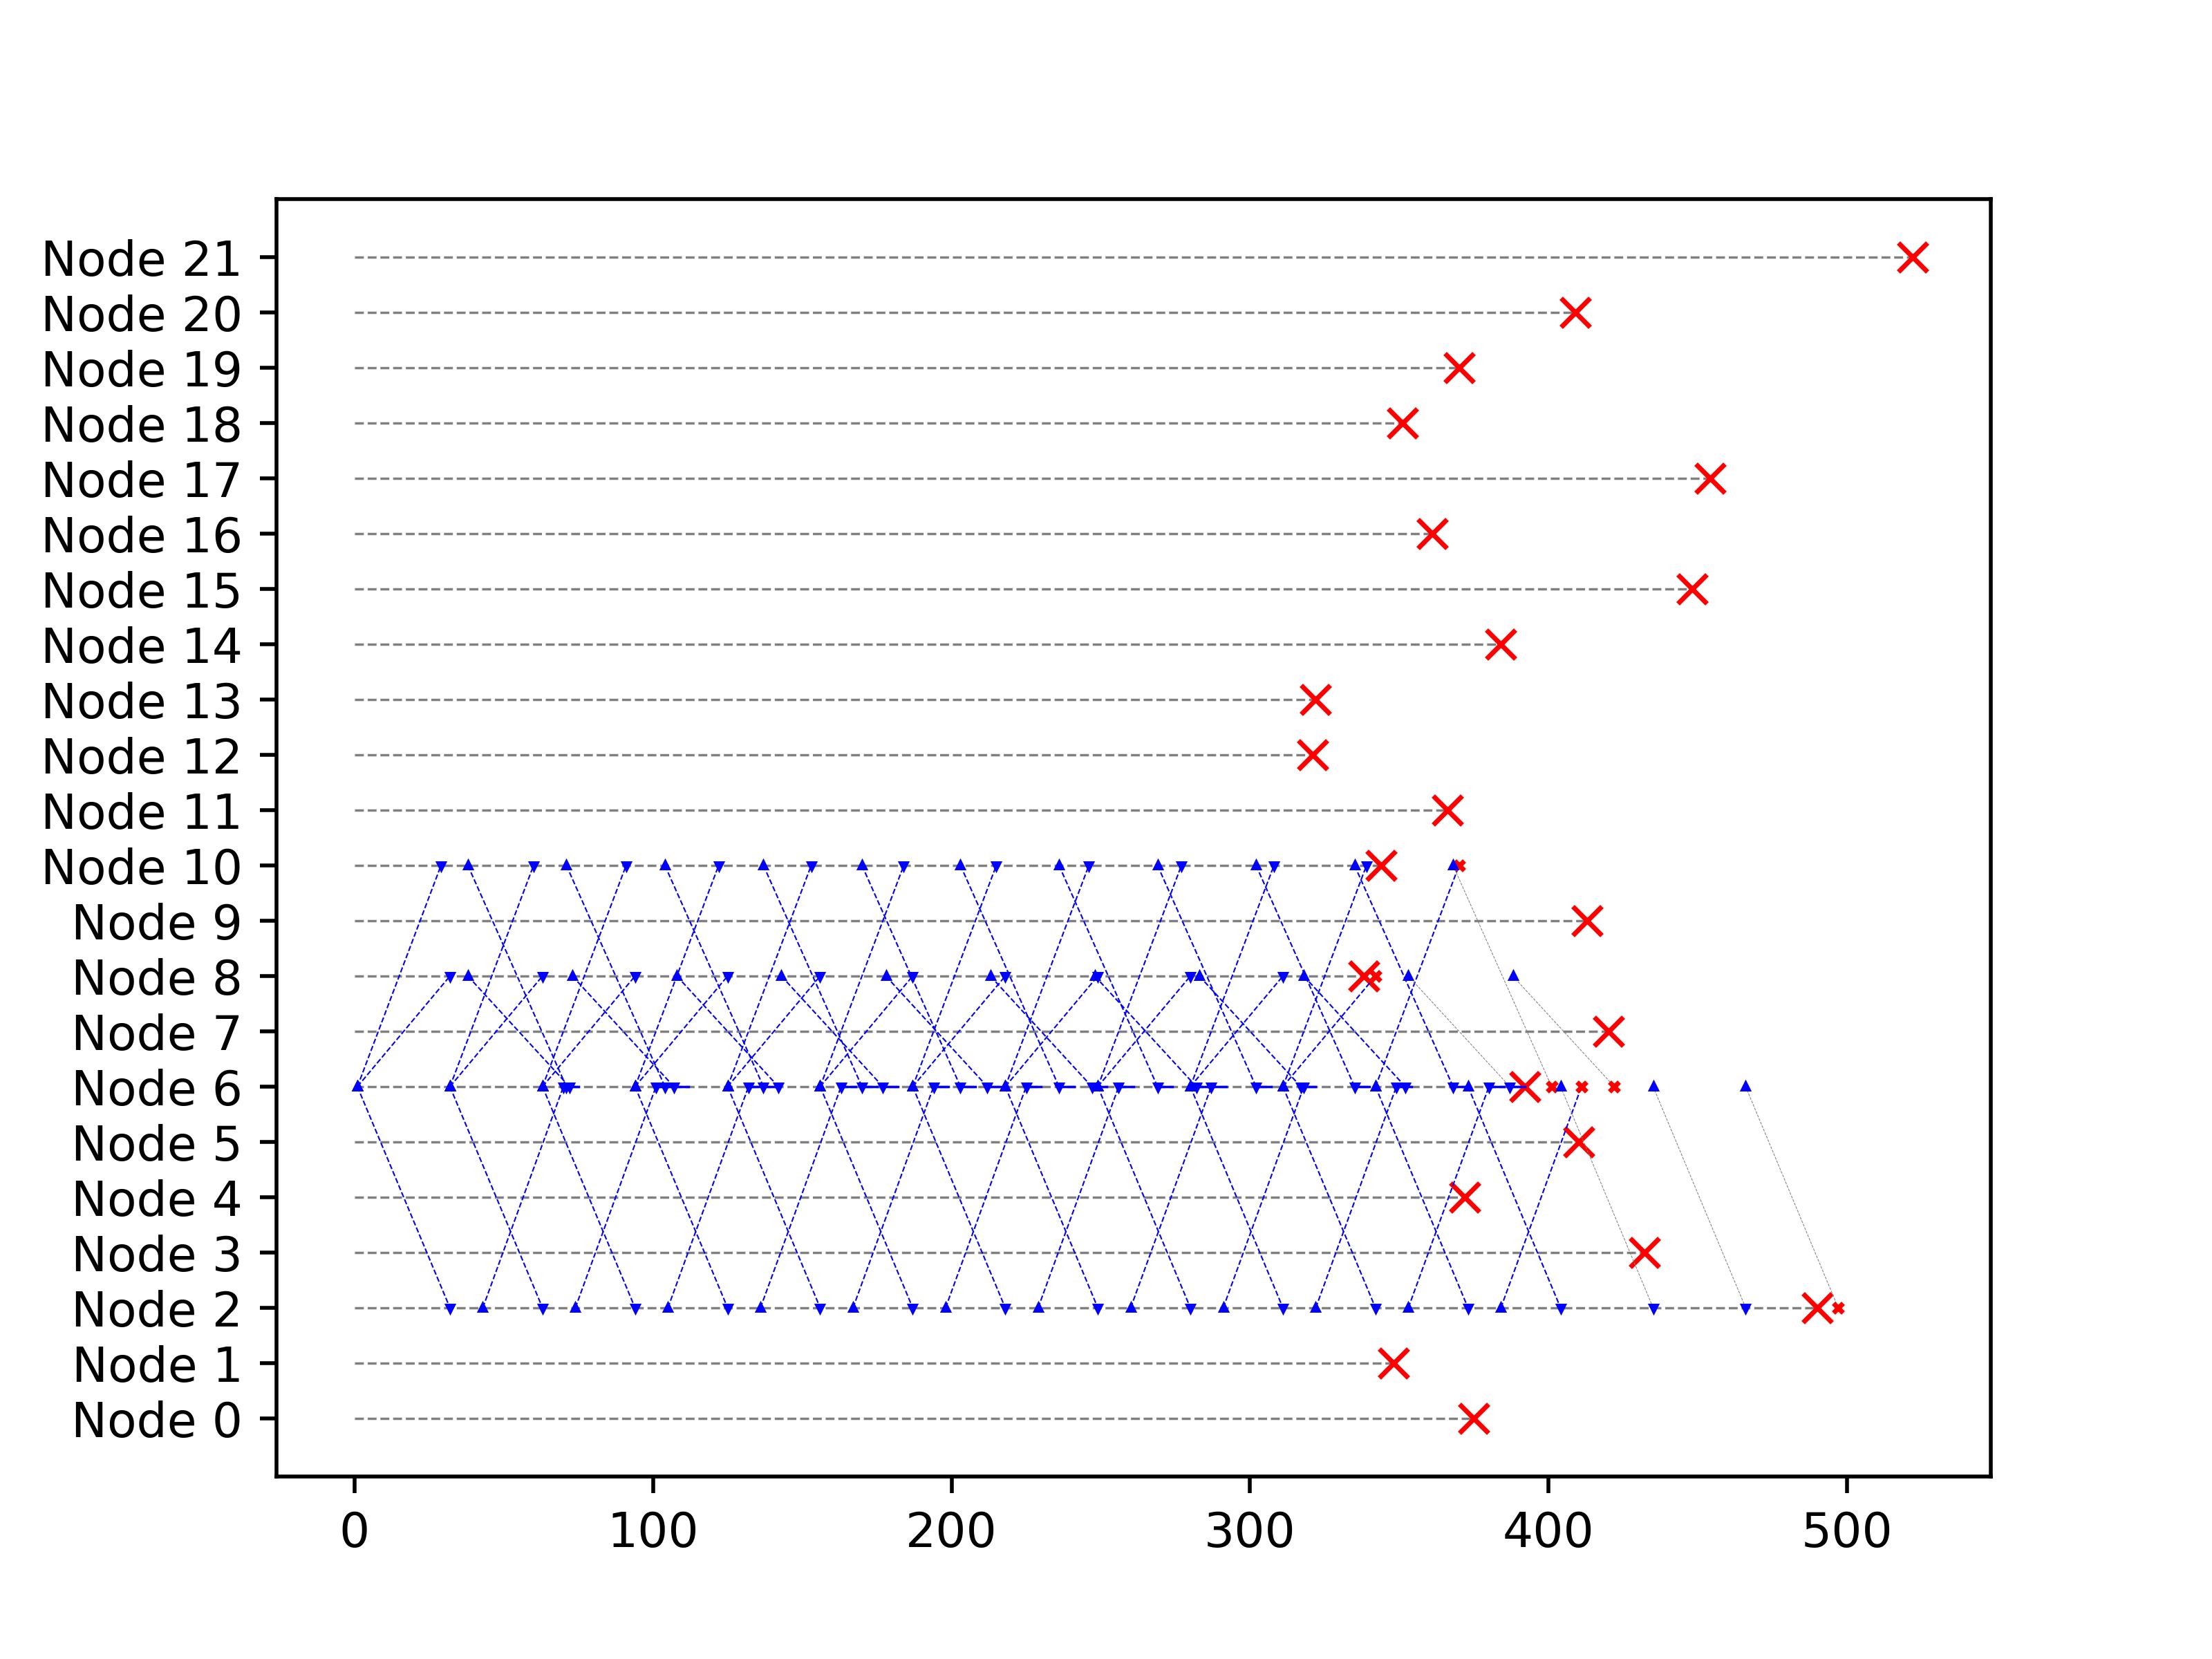 Node 21
Node 20
Node 19
Node 18
Node 17
Node 16
Node 15
Node 14
Node 13
Node 12
Node 11
Node 10
Node 9
Node 8
Node 7
Node 6
Node 5
Node 4
Node 3
Node 2
Node 1
Node 0
0 100 200 300 400 500